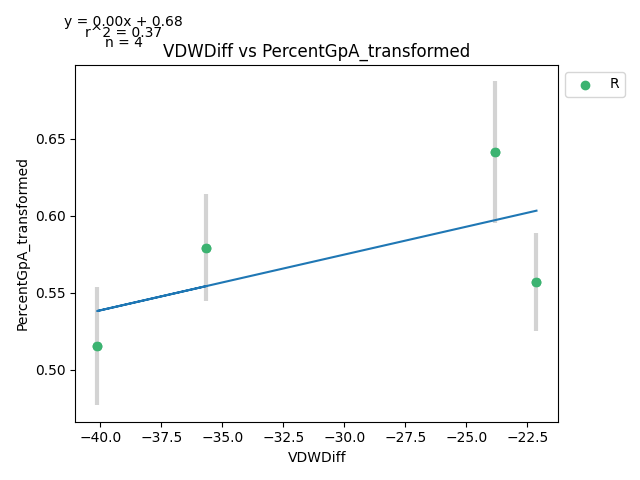 y = 0.00x + 0.68
r^2 = 0.37
n = 4
VDWDiff vs PercentGpA_transformed
R
PercentGpA_transformed
0.65
0.60
0.55
0.50
−40.0 −37.5 −35.0 −32.5 −30.0 −27.5 −25.0 −22.5
VDWDiff